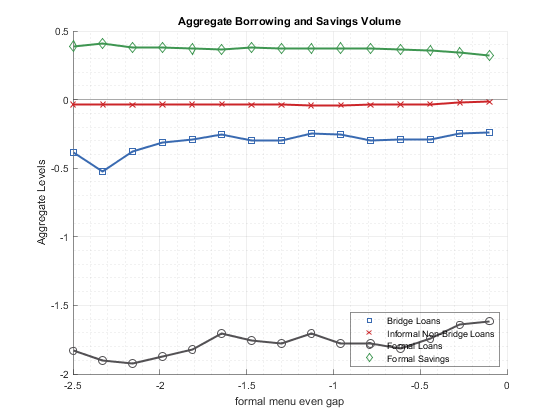 Aggregate Borrowing and Savings Volume
0.5
0
-0.5
-1
-1.5
-2
Aggregate Levels
-2.5
-2
-1.5
-1
-0.5
0
formal menu even gap
Bridge Loans
Informal Non-Bridge Loans
Formal Loans
Formal Savings